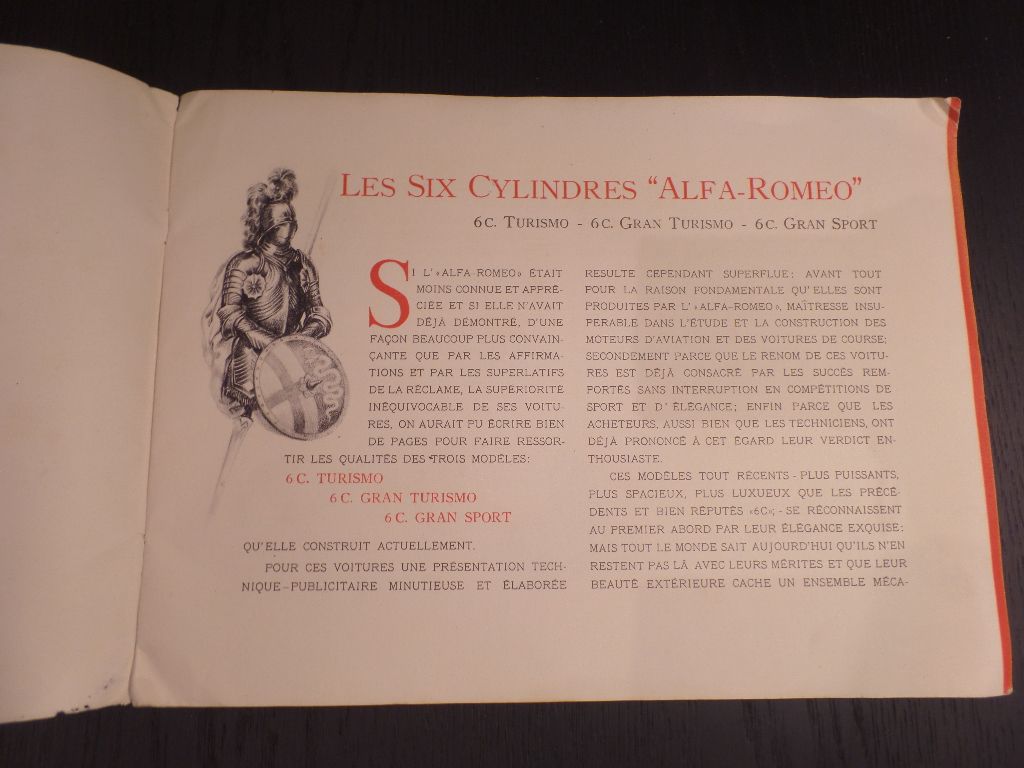 LES SIX CYLINDRES "ALFA-ROMEO"
6C. TURISMO - 6C. GRAN TURISMO - 6C. GRAN SPORT
SI L'«ALFA-ROMEO» ÉTAIT
MOINS CONNUE ET APPRÉ-
CIÉE ET SI ELLE N'AVAIT
DÉJÀ DÉMONTRÉ, D'UNE
FAÇON BEAUCOUP PLUS CONVAIN-
ÇANTE QUE PAR LES AFFIRMA-
TIONS ET PAR LES SUPERLATIFS
DE LA RÉCLAME, LA SUPERIORITÉ
INÉQUIVOCABLE DE SES VOITU-
RES, ON AURAIT PU ÉCRIRE BIEN
DE PAGES POUR FAIRE RESSOR-
TIR LES QUALITÉS DES TROIS MODÈLES:
6C. TURISMO
6C. GRAN TURISMO
6C. GRAN SPORT
QU'ELLE CONSTRUIT ACTUELLEMENT.
POUR CES VOITURES UNE PRÉSENTATION TECH-
NIQUE-PUBLICITAIRE MINUTIEUSE ET ÉLABORÉE
RESULTE CEPENDANT SUPERFLUE: AVANT TOUT
POUR LA RAISON FONDAMENTALE QU'ELLES SONT
PRODUITES PAR L'«ALFA-ROMEO», MAÎTRESSE INSU-
PERABLE DANS L'ÉTUDE ET LA CONSTRUCTION DES
MOTEURS D'AVIATION ET DES VOITURES DE COURSE;
SECONDEMENT PARCE QUE LE RENOM DE CES VOITU-
RES EST DÉJÀ CONSACRÉ PAR LES SUCCÈS REM-
PORTÉS SANS INTERRUPTION EN COMPÉTITIONS DE
SPORT ET D'ÉLÉGANCE; ENFIN PARCE QUE LES
ACHETEURS, AUSSI BIEN QUE LES TECHNICIENS, ONT
DÉJÀ PRONONCÉ À CET ÉGARD LEUR VERDICT EN-
THOUSIASTE.
CES MODÈLES TOUT RÉCENTS - PLUS PUISSANTS,
PLUS SPACIEUX, PLUS LUXUEUX QUE LES PRÉCÉ-
DENTS ET BIEN RÉPUTÉS «6C»; - SE RÉCONNAISSENT
AU PREMIER ABORD PAR LEUR ÉLÉGANCE EXQUISE:
MAIS TOUT LE MONDE SAIT AUJOURD'HUI QU'ILS N'EN
RESTENT PAS LÀ AVEC LEURS MÉRITES ET QUE LEUR
BEAUTÉ EXTÉRIEURE CACHE UN ENSEMBLE MÉCA-